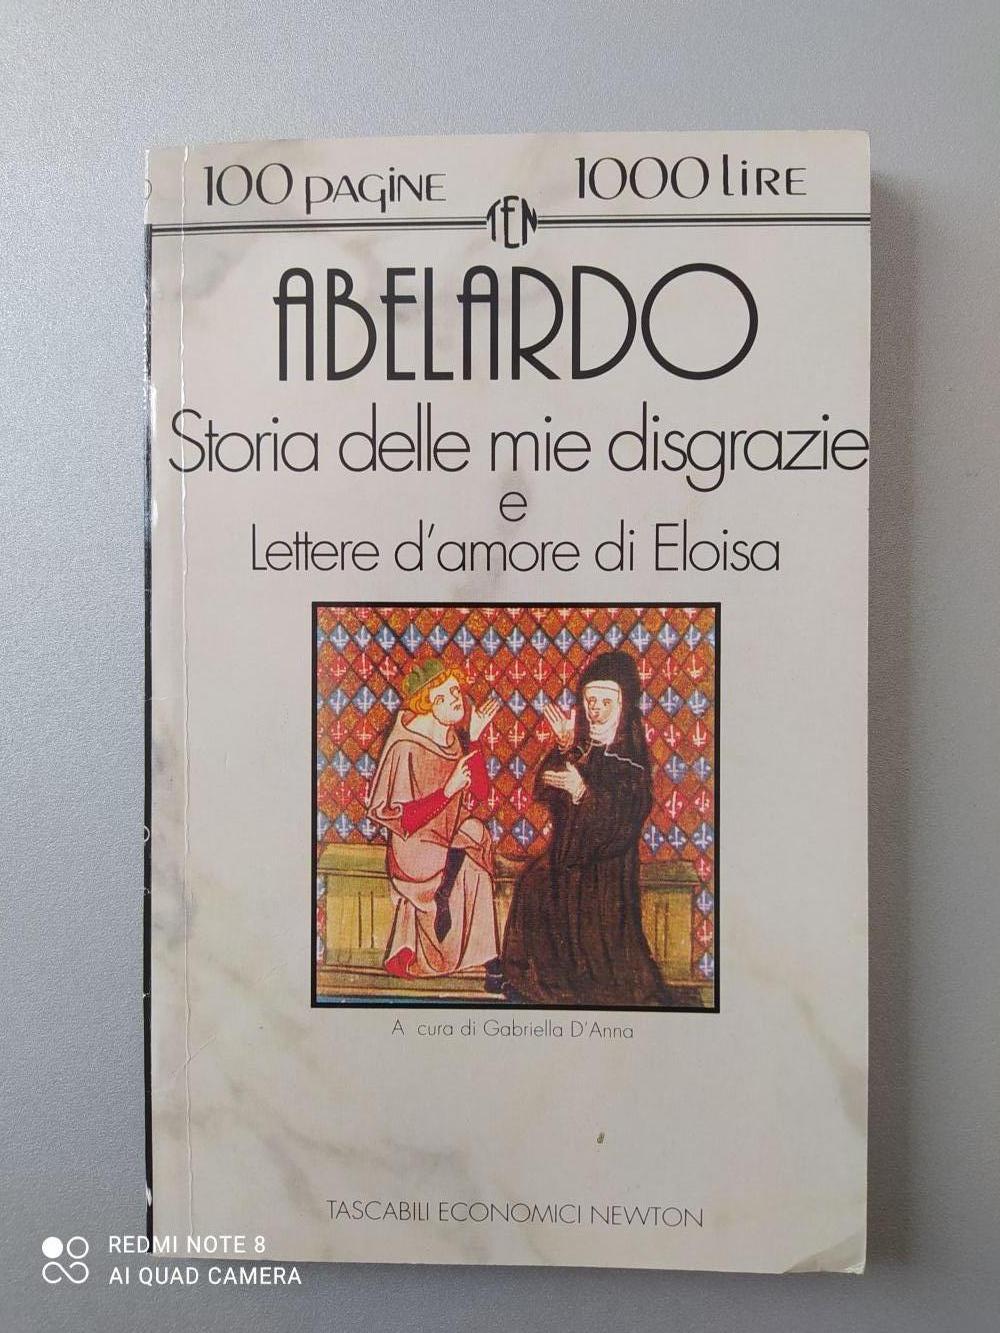 100 PAGINE 1000 LIRE
TEN
ABELARDO
Storia delle mie disgrazie
e
Lettere d'amore di Eloisa
A cura di Gabriella D'Anna
TASCABILI ECONOMICI NEWTON
REDMI NOTE 8
AI QUAD CAMERA